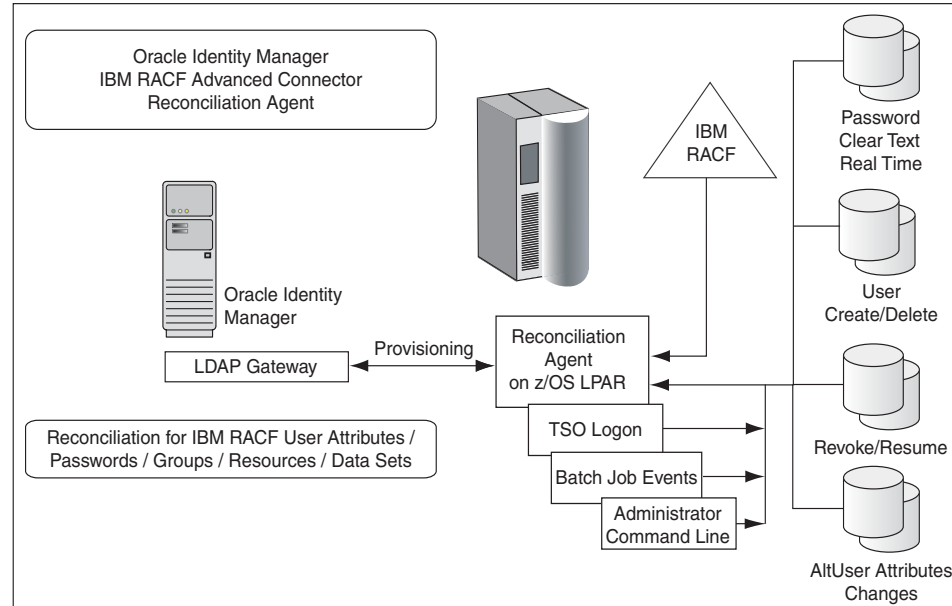 Oracle Identity Manager
IBM RACF Advanced Connector
Reconciliation Agent
IBM
RACF
Password
Clear Text
Real Time
User
Create/Delete
Oracle Identity
Manager
LDAP Gateway
Provisioning
Reconciliation
Agent
on z/OS LPAR
TSO Logon
Batch Job Events
Administrator
Command Line
Revoke/Resume
Reconciliation for IBM RACF User Attributes /
Passwords / Groups / Resources / Data Sets
AltUser Attributes
Changes